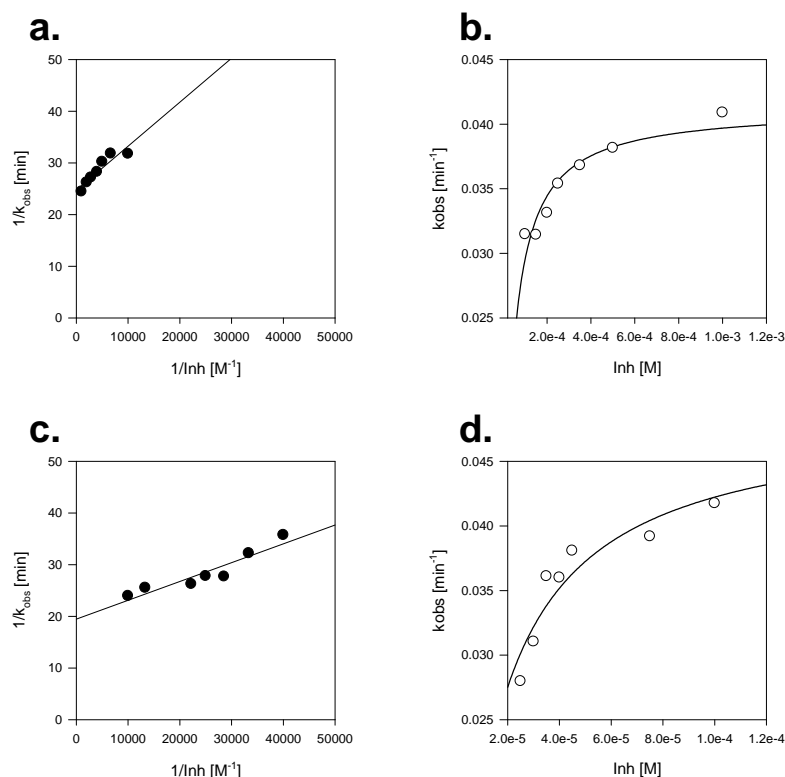 a.
50
40
30
20
10
0
1/kobs [min]
0 10000 20000 30000 40000 50000
1/Inh [M-1]
b.
0.045
0.040
0.035
0.030
0.025
kobs [min-1]
2.0e-4 4.0e-4 6.0e-4 8.0e-4 1.0e-3 1.2e-3
Inh [M]
c.
50
40
30
20
10
0
1/kobs [min]
0 10000 20000 30000 40000 50000
1/Inh [M-1]
d.
0.045
0.040
0.035
0.030
0.025
kobs [min-1]
2.0e-5 4.0e-5 6.0e-5 8.0e-5 1.0e-4 1.2e-4
Inh [M]